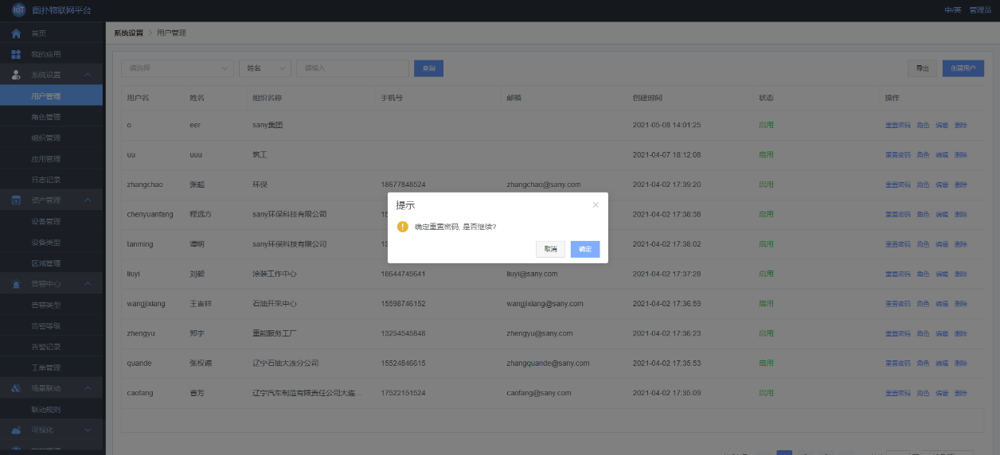 IOT 图扑物联网平台 中/英 管理员
首页
我的应用
系统设置
用户管理
角色管理
组织管理
应用管理
日志记录
资产管理
设备管理
设备类型
区域管理
告警中心
告警类型
告警等级
告警记录
工单管理
场景联动
联动规则
可视化
系统设置 > 用户管理
请选择 姓名 请输入 查询 导出 创建用户
用户名 姓名 组织名称 手机号 邮箱 创建时间 状态 操作
o eer sany集团 2021-05-08 14:01:25 启用 重置密码 角色 编辑 删除
uu uuu 筑工 2021-04-07 18:12:08 启用 重置密码 角色 编辑 删除
zhangchao 张超 环保 18677848524 zhangchao@sany.com 2021-04-02 17:39:20 启用 重置密码 角色 编辑 删除
chenyuanfang 程远方 sany环保科技有限公司 2021-04-02 17:38:38 启用 重置密码 角色 编辑 删除
tanming 谭明 sany环保科技有限公司 2021-04-02 17:38:02 启用 重置密码 角色 编辑 删除
liuyi 刘毅 涂装工作中心 18644745641 liuyi@sany.com 2021-04-02 17:37:28 启用 重置密码 角色 编辑 删除
wangjixiang 王吉祥 石油开采中心 15598746152 wangjixiang@sany.com 2021-04-02 17:36:59 启用 重置密码 角色 编辑 删除
zhengyu 郑宇 重能服务工厂 13254545848 zhengyu@sany.com 2021-04-02 17:36:23 启用 重置密码 角色 编辑 删除
quande 张权德 辽宁石油大连分公司 15524846615 zhangquande@sany.com 2021-04-02 17:35:53 启用 重置密码 角色 编辑 删除
caofang 曹芳 辽宁汽车制造有限责任公司大连... 17522151524 caofang@sany.com 2021-04-02 17:35:09 启用 重置密码 角色 编辑 删除
提示
确定重置密码, 是否继续?
取消 确定